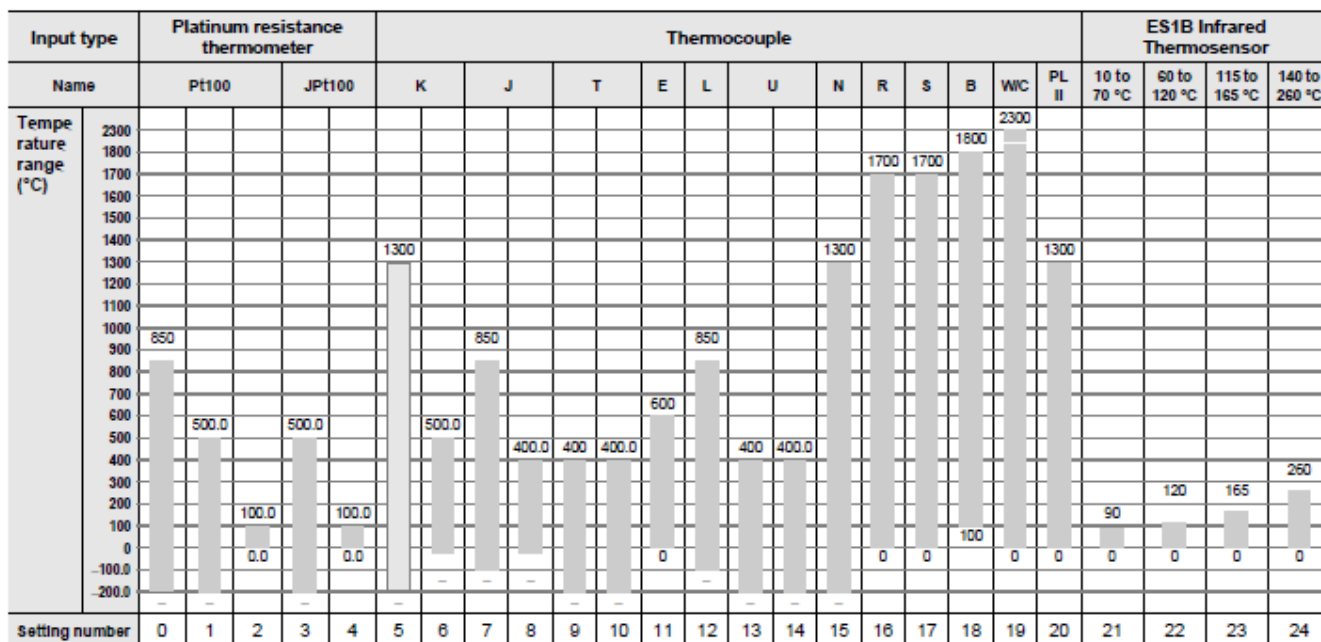 Input type Platinum resistance thermometer Thermocouple ES1B Infrared Thermosensor
Name Pt100 JPt100 K J T E L U N R S B W/C PL II 10 to 70 °C 60 to 120 °C 115 to 165 °C 140 to 260 °C
Tempe
rature
range
(°C)
2300 2300
1800 1800
1700 1700 1700
1600
1500
1400
1300 1300 1300 1300
1200
1100
1000
900 850 850 850
800
700
600 600
500 500.0 500.0 500.0
400 400.0 400 400.0 400 400.0
300 260
200 120 165
100 100.0 100.0 100 90
0 0.0 0.0 0 0 0 0 0 0 0 0 0
–100.0 – – – –
–200.0 – – – – – – – – –
Setting number 0 1 2 3 4 5 6 7 8 9 10 11 12 13 14 15 16 17 18 19 20 21 22 23 24